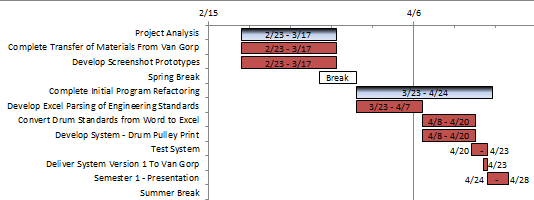 2/15 4/6
Project Analysis 2/23 - 3/17
Complete Transfer of Materials From Van Gorp 2/23 - 3/17
Develop Screenshot Prototypes 2/23 - 3/17
Spring Break Break
Complete Initial Program Refactoring 3/23 - 4/24
Develop Excel Parsing of Engineering Standards 3/23 - 4/7
Convert Drum Standards from Word to Excel 4/8 - 4/20
Develop System - Drum Pulley Print 4/8 - 4/20
Test System 4/20 - 4/23
Deliver System Version 1 To Van Gorp 4/23
Semester 1 - Presentation 4/24 - 4/28
Summer Break